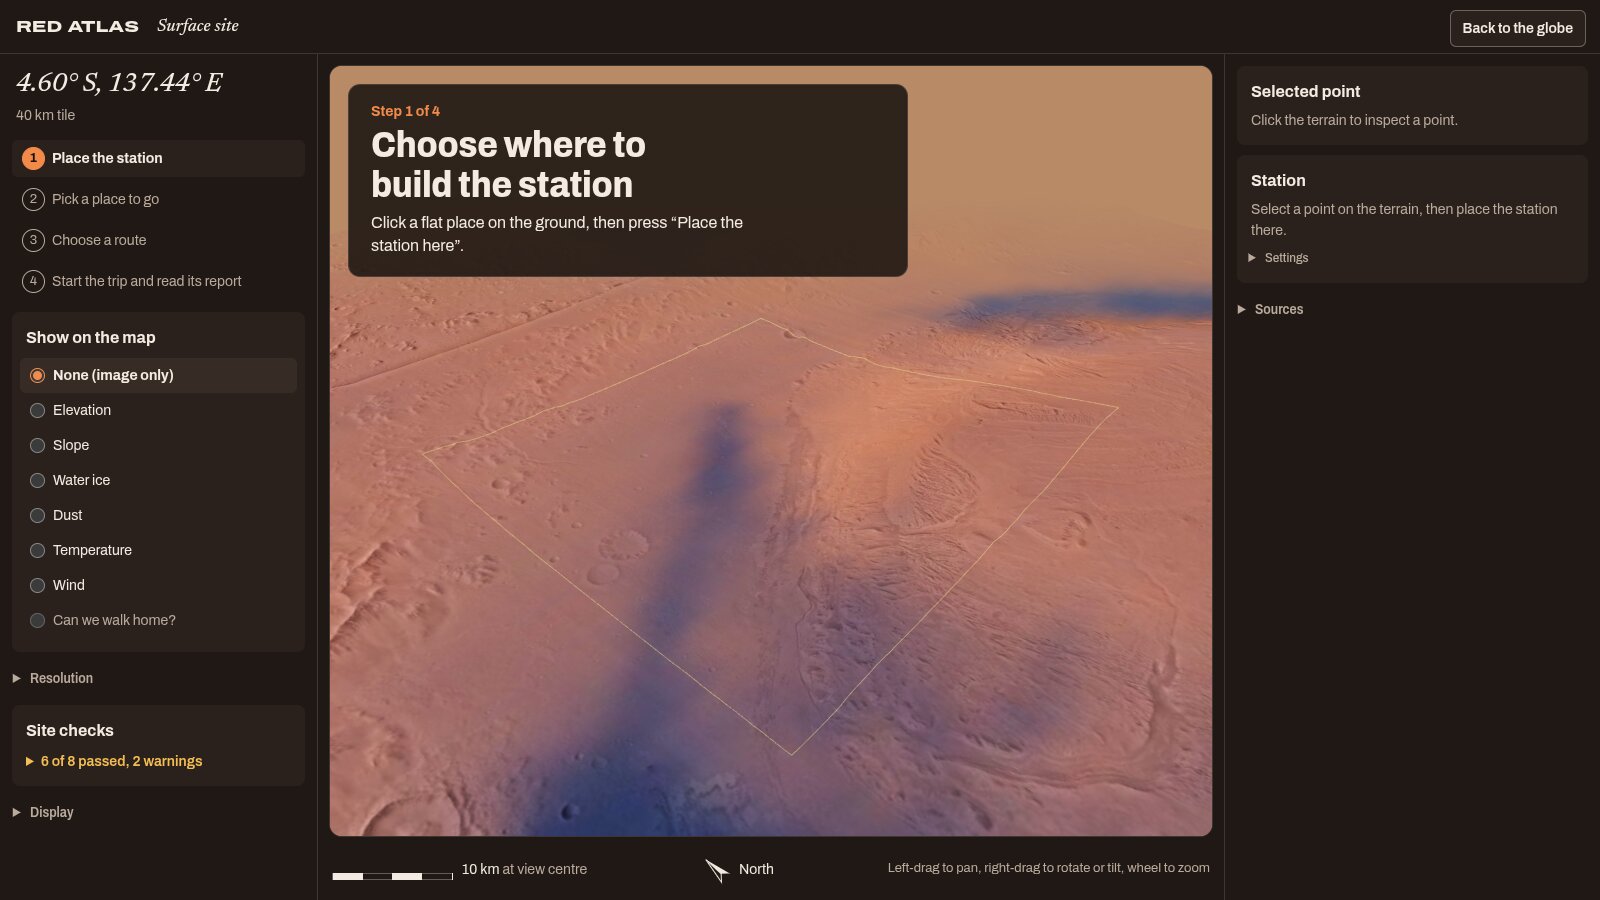 RED ATLAS Surface site
Back to the globe
4.60° S, 137.44° E
40 km tile
1 Place the station
2 Pick a place to go
3 Choose a route
4 Start the trip and read its report
Show on the map
None (image only)
Elevation
Slope
Water ice
Dust
Temperature
Wind
Can we walk home?
Resolution
Site checks
6 of 8 passed, 2 warnings
Display
Step 1 of 4
Choose where to
build the station
Click a flat place on the ground, then press “Place the
station here”.
10 km at view centre
North
Left-drag to pan, right-drag to rotate or tilt, wheel to zoom
Selected point
Click the terrain to inspect a point.
Station
Select a point on the terrain, then place the station
there.
Settings
Sources